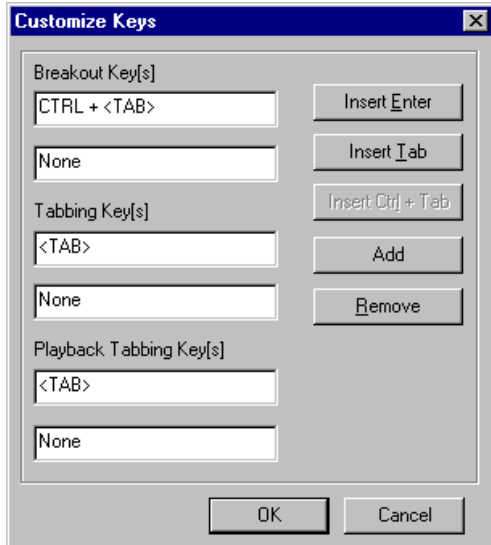 Customize Keys
Breakout Key[s]
CTRL + <TAB>
None
Tabbing Key[s]
<TAB>
None
Playback Tabbing Key[s]
<TAB>
None
Insert Enter
Insert Tab
Insert Ctrl + Tab
Add
Remove
OK
Cancel